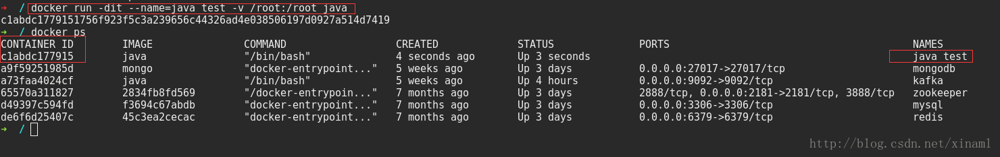 ➜ / docker run -dit --name=java test -v /root:/root java
c1abdc1779151756f923f5c3a239656c44326ad4e038506197d0927a514d7419
➜ / docker ps
CONTAINER ID IMAGE COMMAND CREATED STATUS PORTS NAMES
c1abdc177915 java "/bin/bash" 4 seconds ago Up 3 seconds java test
a9f59251985d mongo "docker-entrypoint..." 5 weeks ago Up 3 days 0.0.0.0:27017->27017/tcp mongodb
a73faa4024cf java "/bin/bash" 5 weeks ago Up 4 hours 0.0.0.0:9092->9092/tcp kafka
65570a311827 2834fb8fd569 "/docker-entrypoin..." 7 months ago Up 3 days 2888/tcp, 0.0.0.0:2181->2181/tcp, 3888/tcp zookeeper
d49397c594fd f3694c67abdb "docker-entrypoint..." 7 months ago Up 3 days 0.0.0.0:3306->3306/tcp mysql
de6f6d25407c 45c3ea2cecac "docker-entrypoint..." 7 months ago Up 3 days 0.0.0.0:6379->6379/tcp redis
➜ /
http://blog.csdn.net/xinaml